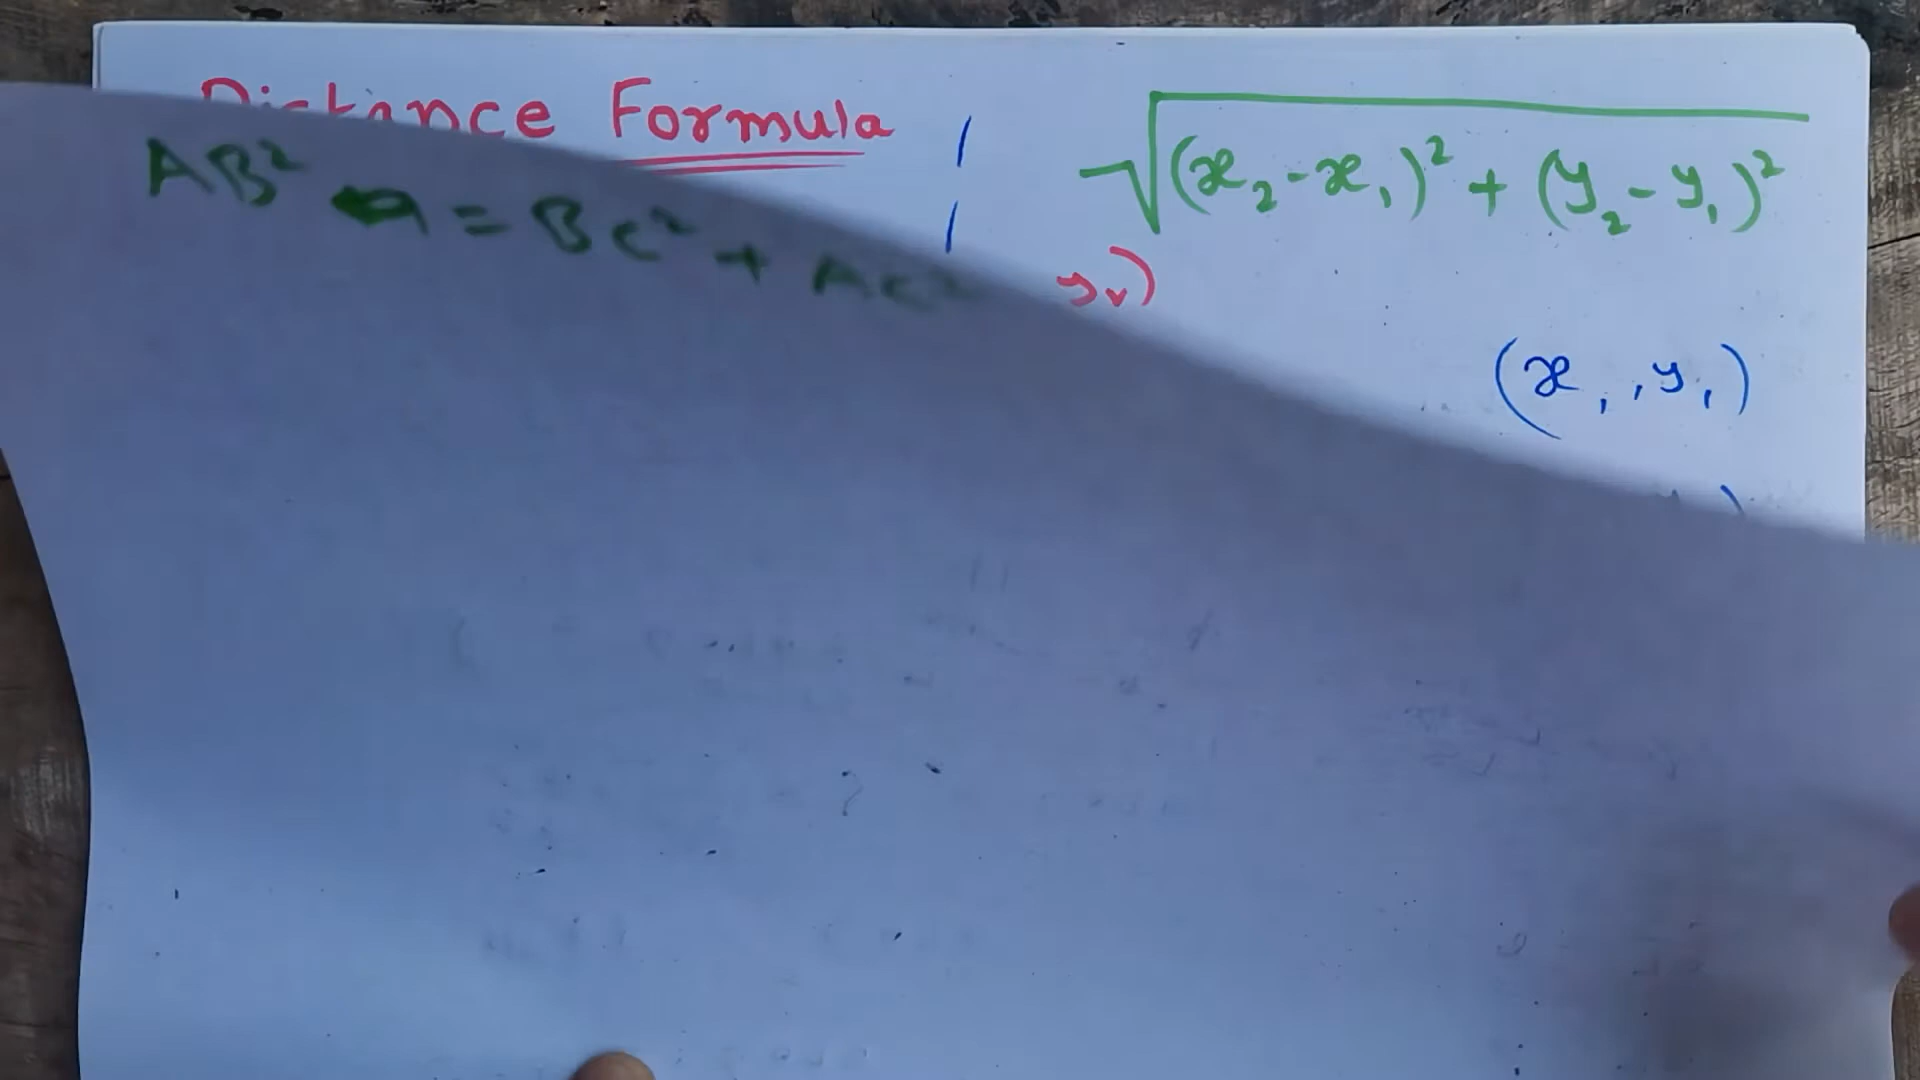 Distance Formula
√(x₂-x₁)² + (y₂-y₁)²
AB² = BC² + AC²
(x₁,y₁)